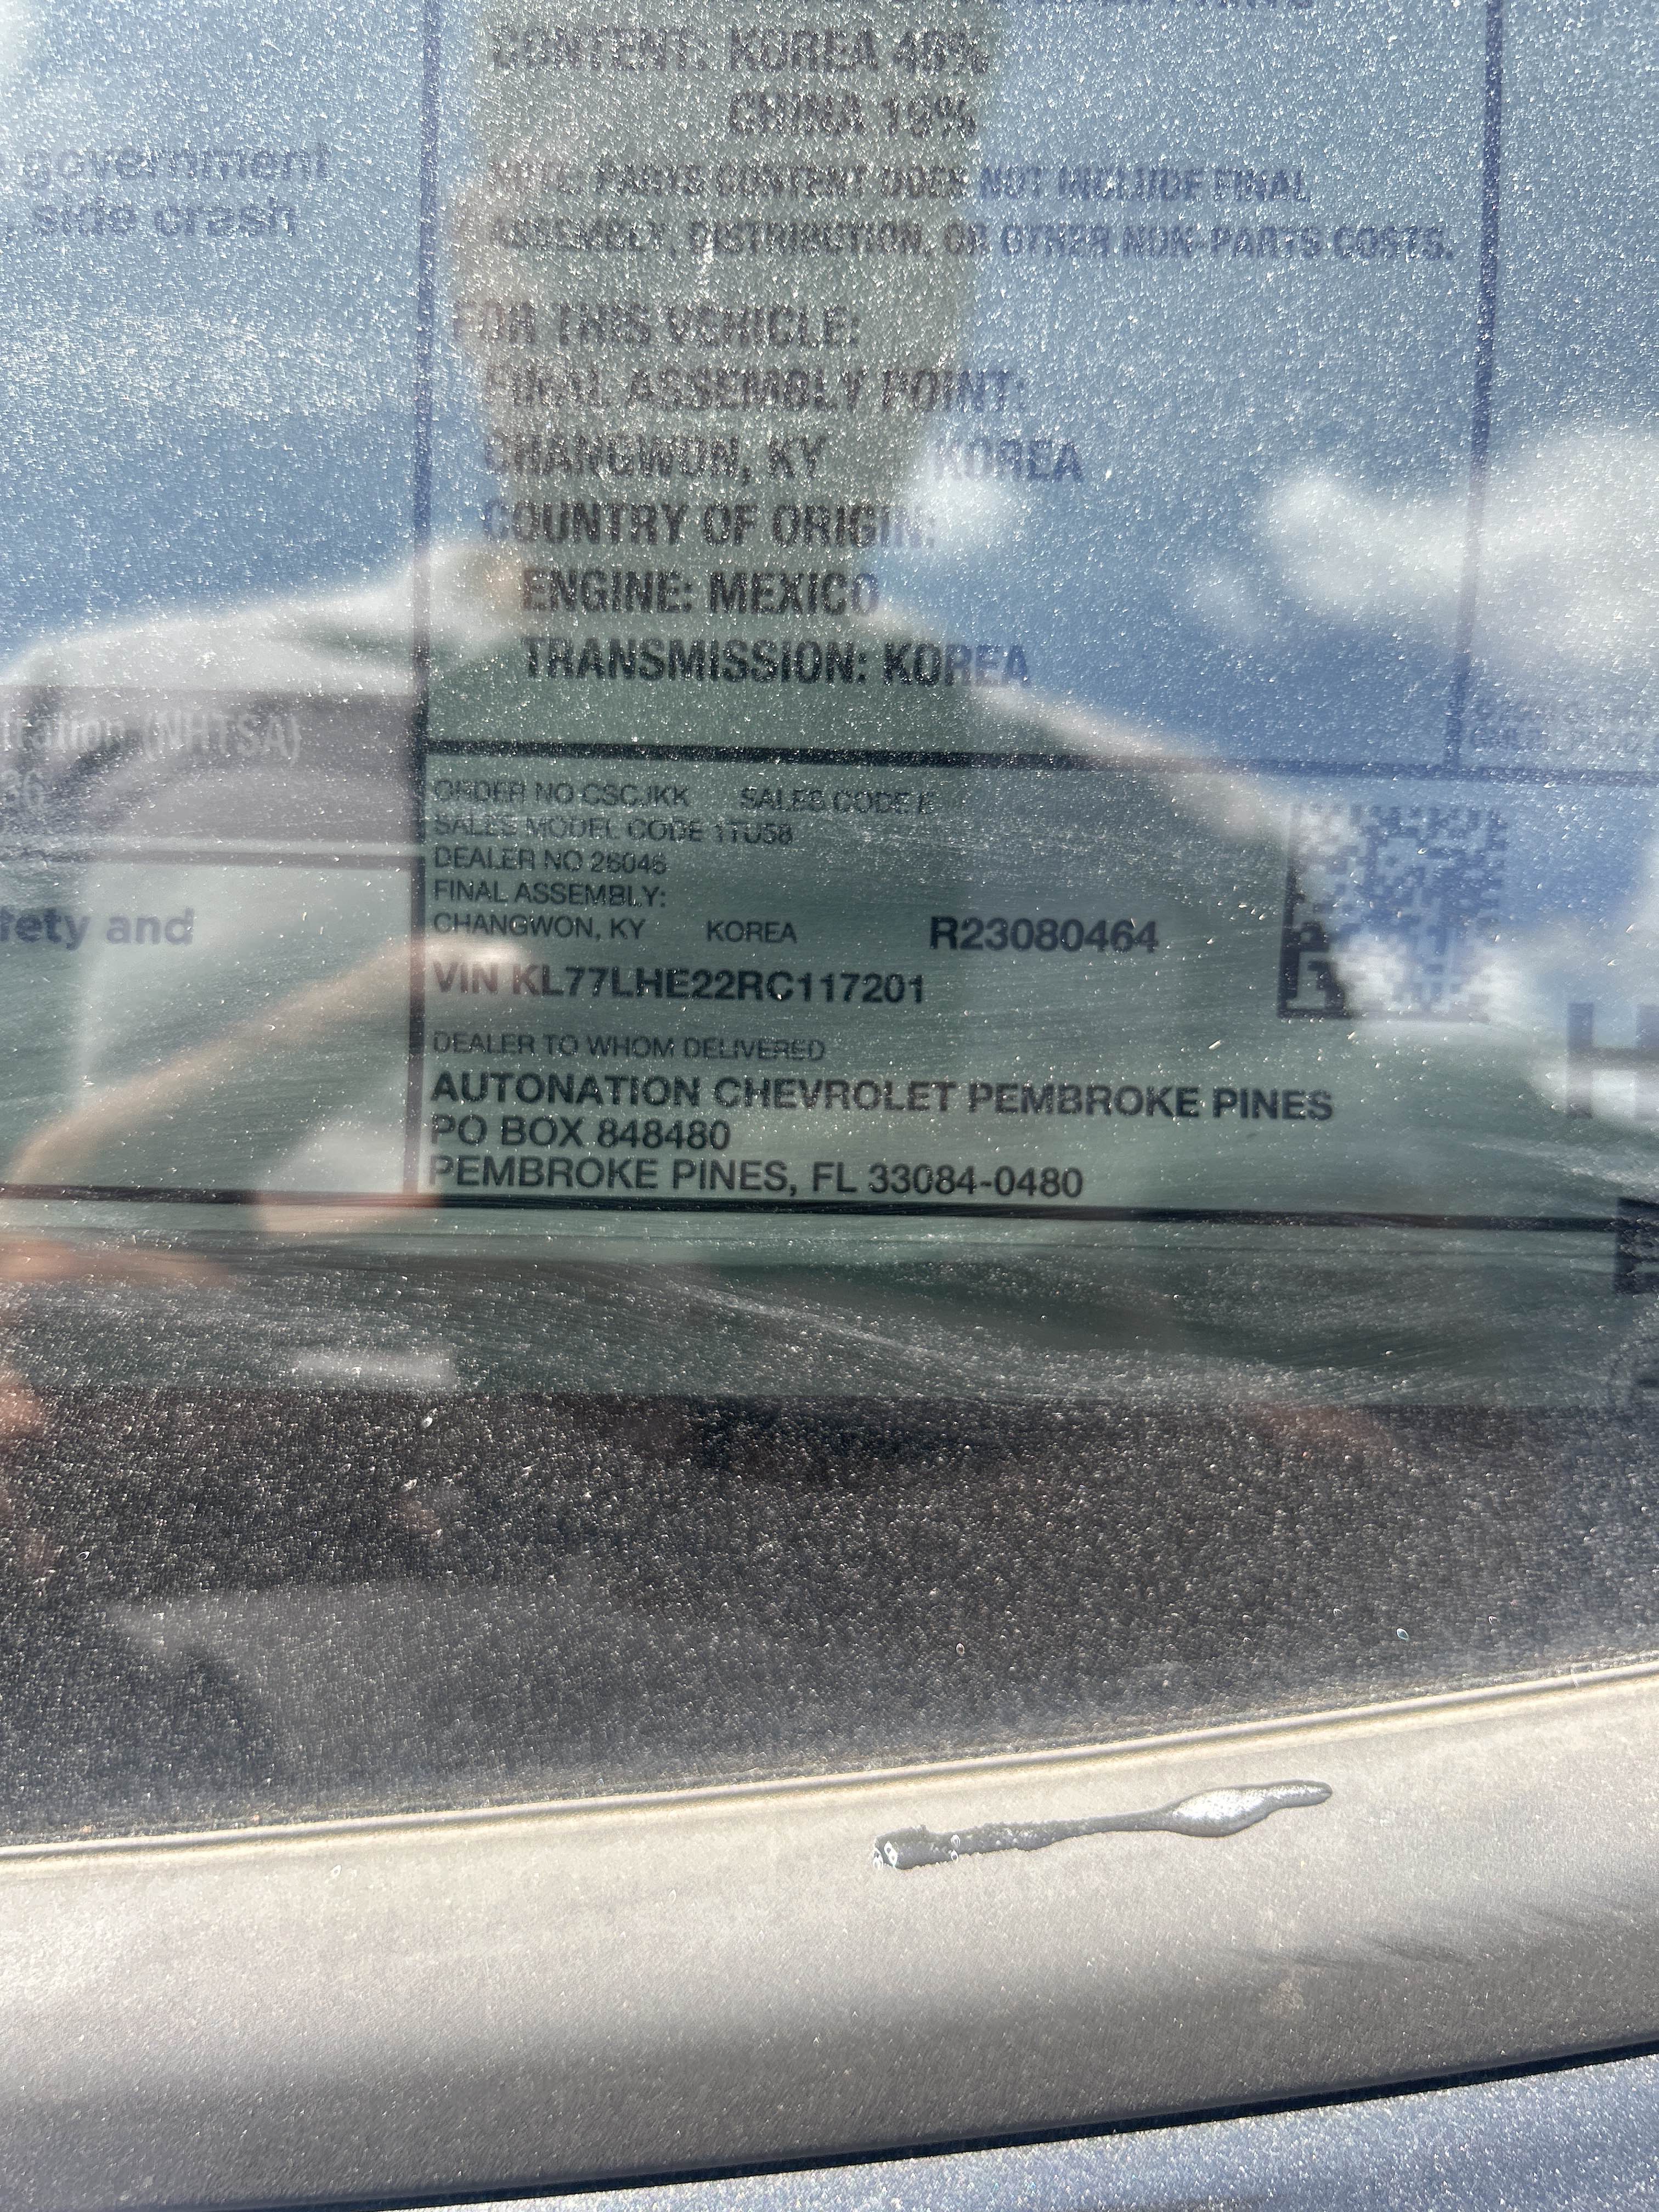 CONTENT: KOREA 46%
CHINA 19%
government
side crash
NOTE: PARTS CONTENT DOES NOT INCLUDE FINAL
ASSEMBLY, DISTRIBUTION, OR OTHER NON-PARTS COSTS.
FOR THIS VEHICLE:
FINAL ASSEMBLY POINT:
CHANGWON, KY KOREA
COUNTRY OF ORIGIN:
ENGINE: MEXICO
TRANSMISSION: KOREA
(NHTSA)
ORDER NO CSCJKK SALES CODE E
SALES MODEL CODE 1TU58
DEALER NO 26046
FINAL ASSEMBLY:
CHANGWON, KY KOREA R23080464
fety and
VIN KL77LHE22RC117201
DEALER TO WHOM DELIVERED
AUTONATION CHEVROLET PEMBROKE PINES
PO BOX 848480
PEMBROKE PINES, FL 33084-0480